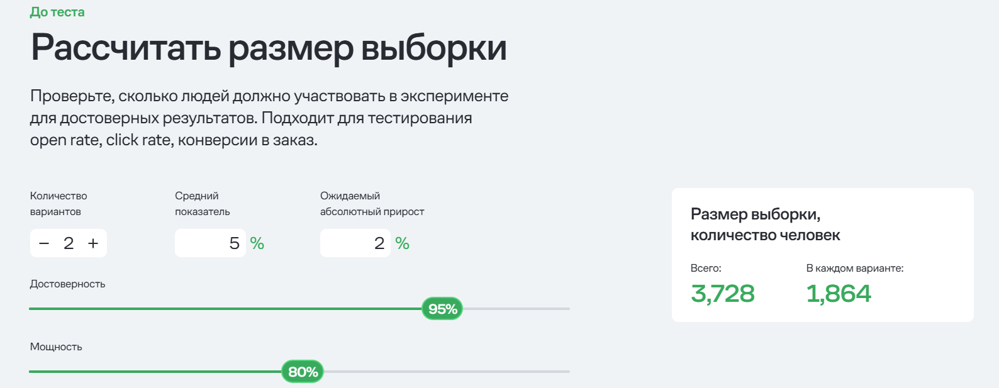 До теста
Рассчитать размер выборки
Проверьте, сколько людей должно участвовать в эксперименте
для достоверных результатов. Подходит для тестирования
open rate, click rate, конверсии в заказ.
Количество
вариантов
− 2 +
Средний
показатель
5 %
Ожидаемый
абсолютный прирост
2 %
Достоверность
95%
Мощность
80%
Размер выборки,
количество человек
Всего:
3,728
В каждом варианте:
1,864